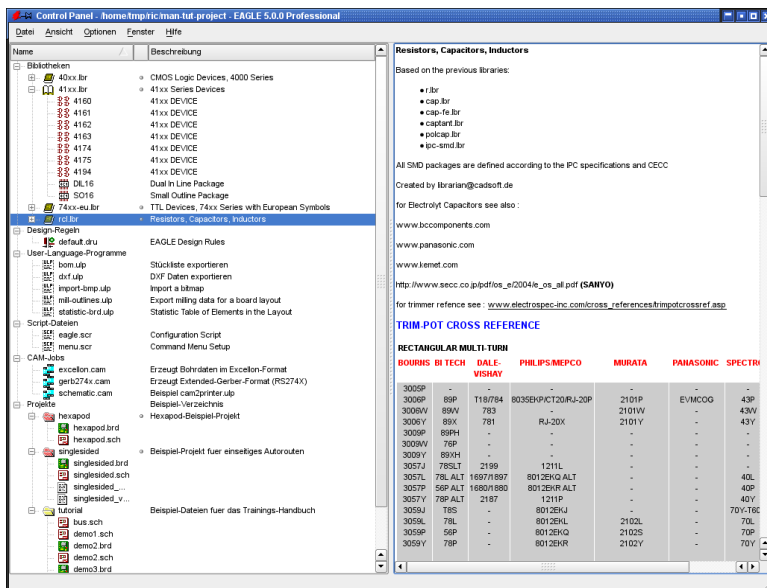 Control Panel - /home/tmp/ric/man-tut-project - EAGLE 5.0.0 Professional
Datei Ansicht Optionen Fenster Hilfe
Name Beschreibung
Bibliotheken
40xx.lbr CMOS Logic Devices, 4000 Series
41xx.lbr 41xx Series Devices
4160 41xx DEVICE
4161 41xx DEVICE
4162 41xx DEVICE
4163 41xx DEVICE
4174 41xx DEVICE
4175 41xx DEVICE
4194 41xx DEVICE
DIL16 Dual In Line Package
SO16 Small Outline Package
74xx-eu.lbr TTL Devices, 74xx Series with European Symbols
rcl.lbr Resistors, Capacitors, Inductors
Design-Regeln
default.dru EAGLE Design Rules
User-Language-Programme
bom.ulp Stückliste exportieren
dxf.ulp DXF Daten exportieren
import-bmp.ulp Import a bitmap
mill-outlines.ulp Export milling data for a board layout
statistic-brd.ulp Statistic Table of Elements in the Layout
Script-Dateien
eagle.scr Configuration Script
menu.scr Command Menu Setup
CAM-Jobs
excellon.cam Erzeugt Bohrdaten im Excellon-Format
gerb274x.cam Erzeugt Extended-Gerber-Format (RS274X)
schematic.cam Beispiel cam2printer.ulp
Projekte Beispiel-Verzeichnis
hexapod Hexapod-Beispiel-Projekt
hexapod.brd
hexapod.sch
singlesided Beispiel-Projekt fuer einseitiges Autorouten
singlesided.brd
singlesided.sch
singlesided_...
singlesided_v...
tutorial Beispiel-Dateien fuer das Trainings-Handbuch
bus.sch
demo1.sch
demo2.brd
demo2.sch
demo3.brd
Resistors, Capacitors, Inductors
Based on the previous libraries:
r.lbr
cap.lbr
cap-fe.lbr
captant.lbr
polcap.lbr
ipc-smd.lbr
All SMD packages are defined according to the IPC specifications and CECC
Created by librarian@cadsoft.de
for Electrolyt Capacitors see also :
www.bccomponents.com
www.panasonic.com
www.kemet.com
http://www.secc.co.jp/pdf/os_e/2004/e_os_all.pdf (SANYO)
for trimmer refence see : www.electrospec-inc.com/cross_references/trimpotcrossref.asp
TRIM-POT CROSS REFERENCE
RECTANGULAR MULTI-TURN
BOURNS BI TECH DALE-VISHAY PHILIPS/MEPCO MURATA PANASONIC SPECTRO
3005P - - - - - -
3006P 89P T18/784 8035EKP/CT20/RJ-20P 2101P EVMCOG 43P
3006W 89W 783 - 2101W - 43W
3006Y 89X 781 RJ-20X 2101Y - 43Y
3009P 89PH - - - - -
3009W 76P - - - - -
3009Y 89XH - - - - -
3057J 78SLT 2199 1211L - - -
3057L 78L ALT 1697/1897 8012EKQ ALT - - 40L
3057P 56P ALT 1680/1880 8012EKR ALT - - 40P
3057Y 78P ALT 2187 1211P - - 40Y
3059J T8S - 8012EKJ - - 70Y-T60
3059L 78L - 8012EKL 2102L - 70L
3059P 56P - 8012EKQ 2102S - 70P
3059Y 78P - 8012EKR 2102Y - 70Y